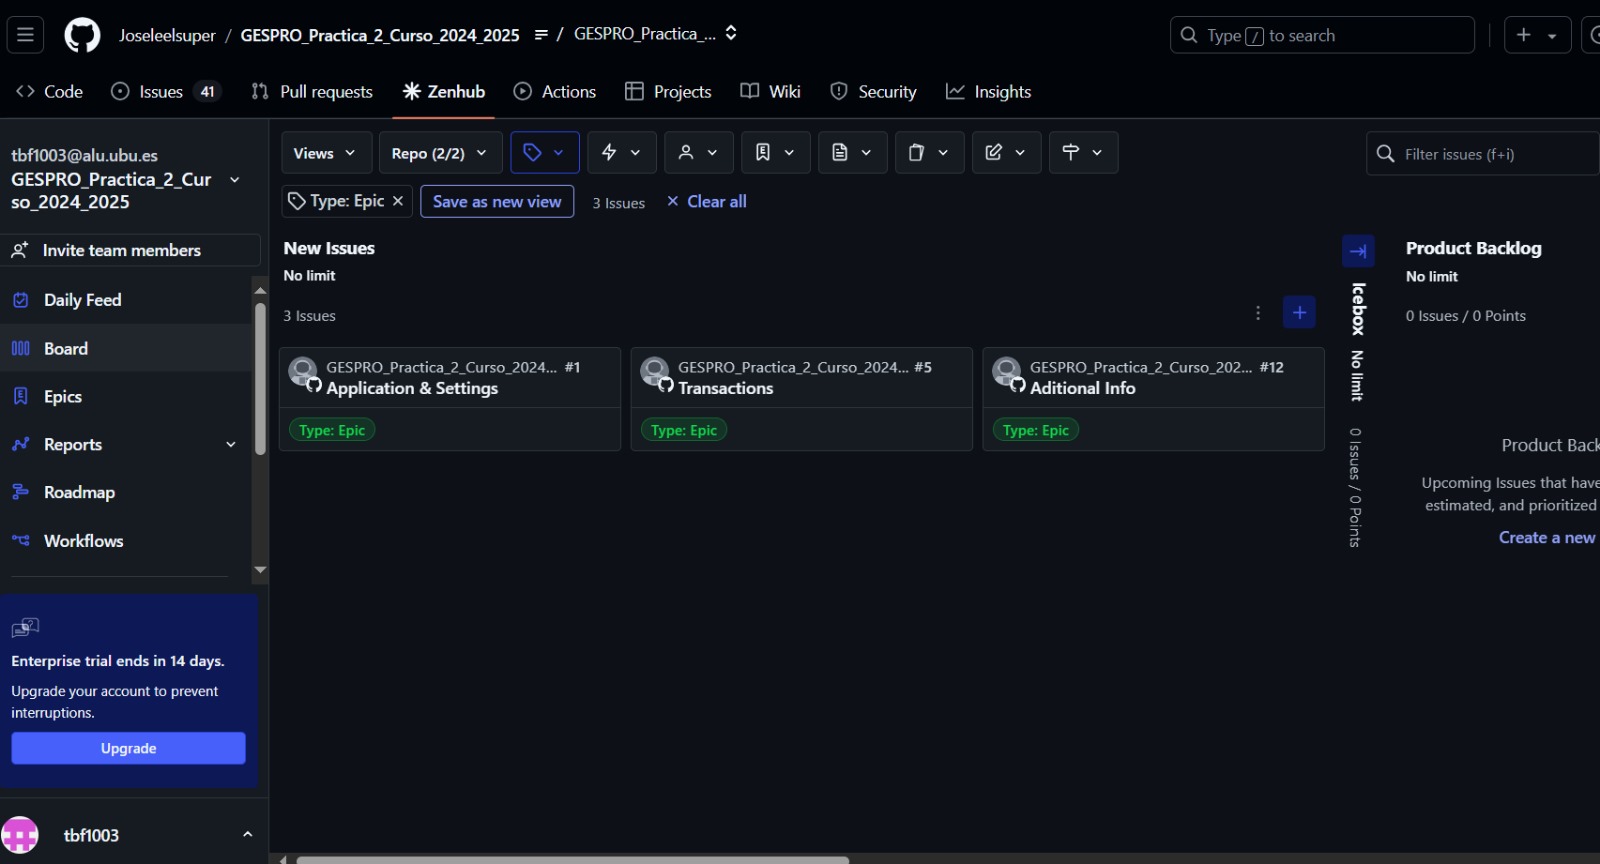 Joseleelsuper / GESPRO_Practica_2_Curso_2024_2025 / GESPRO_Practica_...
Type / to search
Code
Issues 41
Pull requests
Zenhub
Actions
Projects
Wiki
Security
Insights
tbf1003@alu.ubu.es
GESPRO_Practica_2_Cur
so_2024_2025
Invite team members
Daily Feed
Board
Epics
Reports
Roadmap
Workflows
Enterprise trial ends in 14 days.
Upgrade your account to prevent
interruptions.
Upgrade
tbf1003
Views
Repo (2/2)
Filter issues (f+i)
Type: Epic
Save as new view
3 Issues
Clear all
New Issues
No limit
3 Issues
GESPRO_Practica_2_Curso_2024... #1
Application & Settings
Type: Epic
GESPRO_Practica_2_Curso_2024... #5
Transactions
Type: Epic
GESPRO_Practica_2_Curso_202... #12
Aditional Info
Type: Epic
Icebox No limit 0 Issues / 0 Points
Product Backlog
No limit
0 Issues / 0 Points
Product Back
Upcoming Issues that have
estimated, and prioritized
Create a new